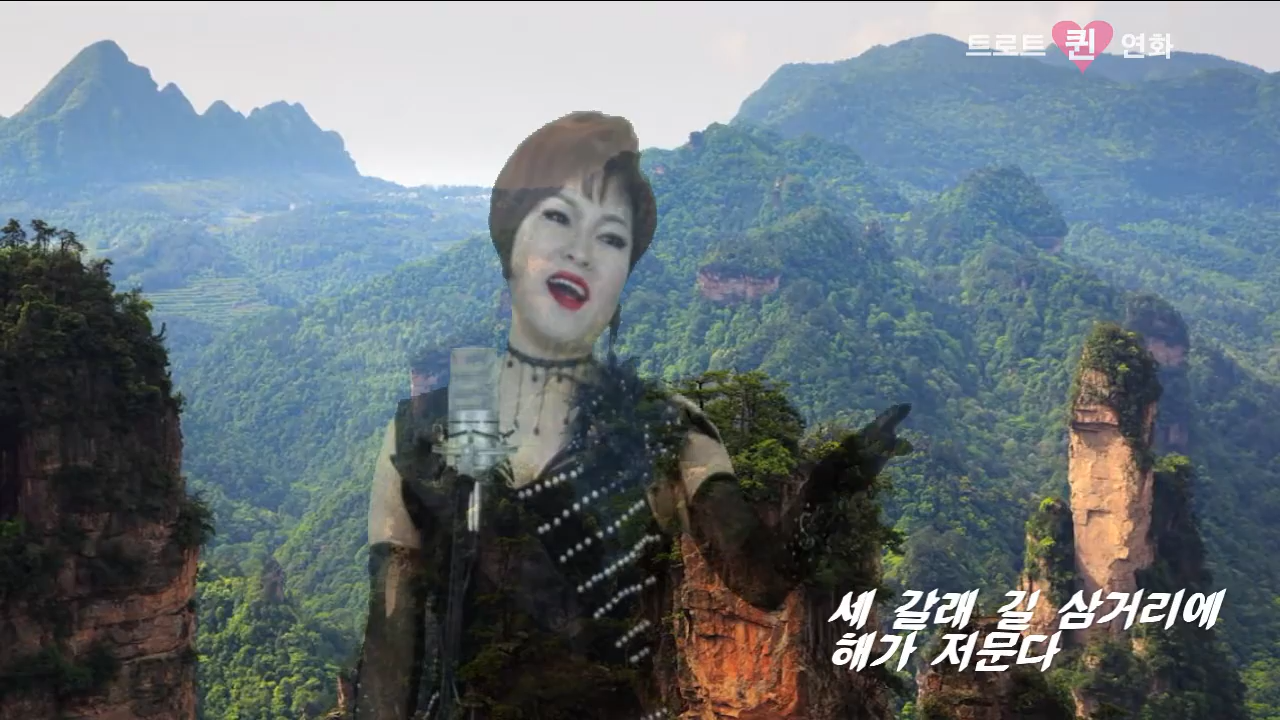 트로트 퀸 연화
세 갈래 길 삼거리에
해가 저문다